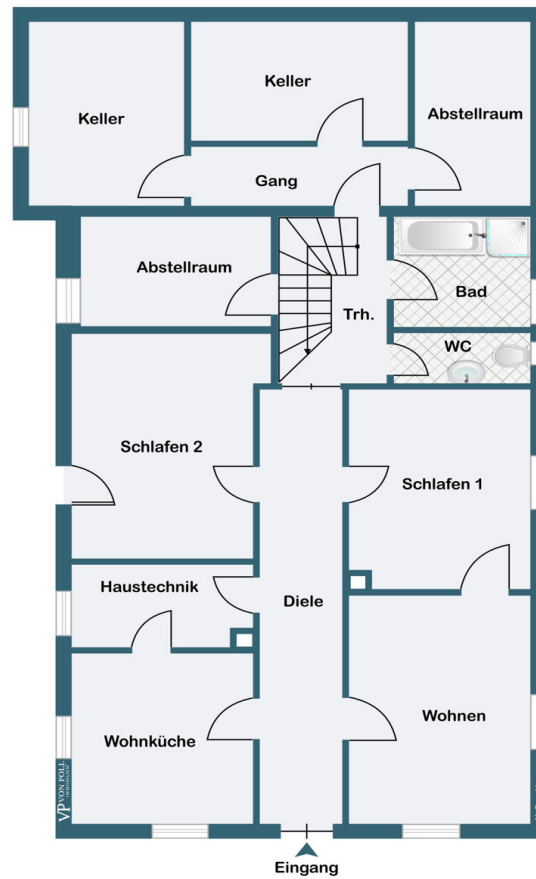 Keller
Keller
Abstellraum
Gang
Abstellraum
Trh.
Bad
WC
Schlafen 2
Schlafen 1
Haustechnik
Diele
Wohnküche
Wohnen
VP VON POLL
IMMOBILIEN
Eingang